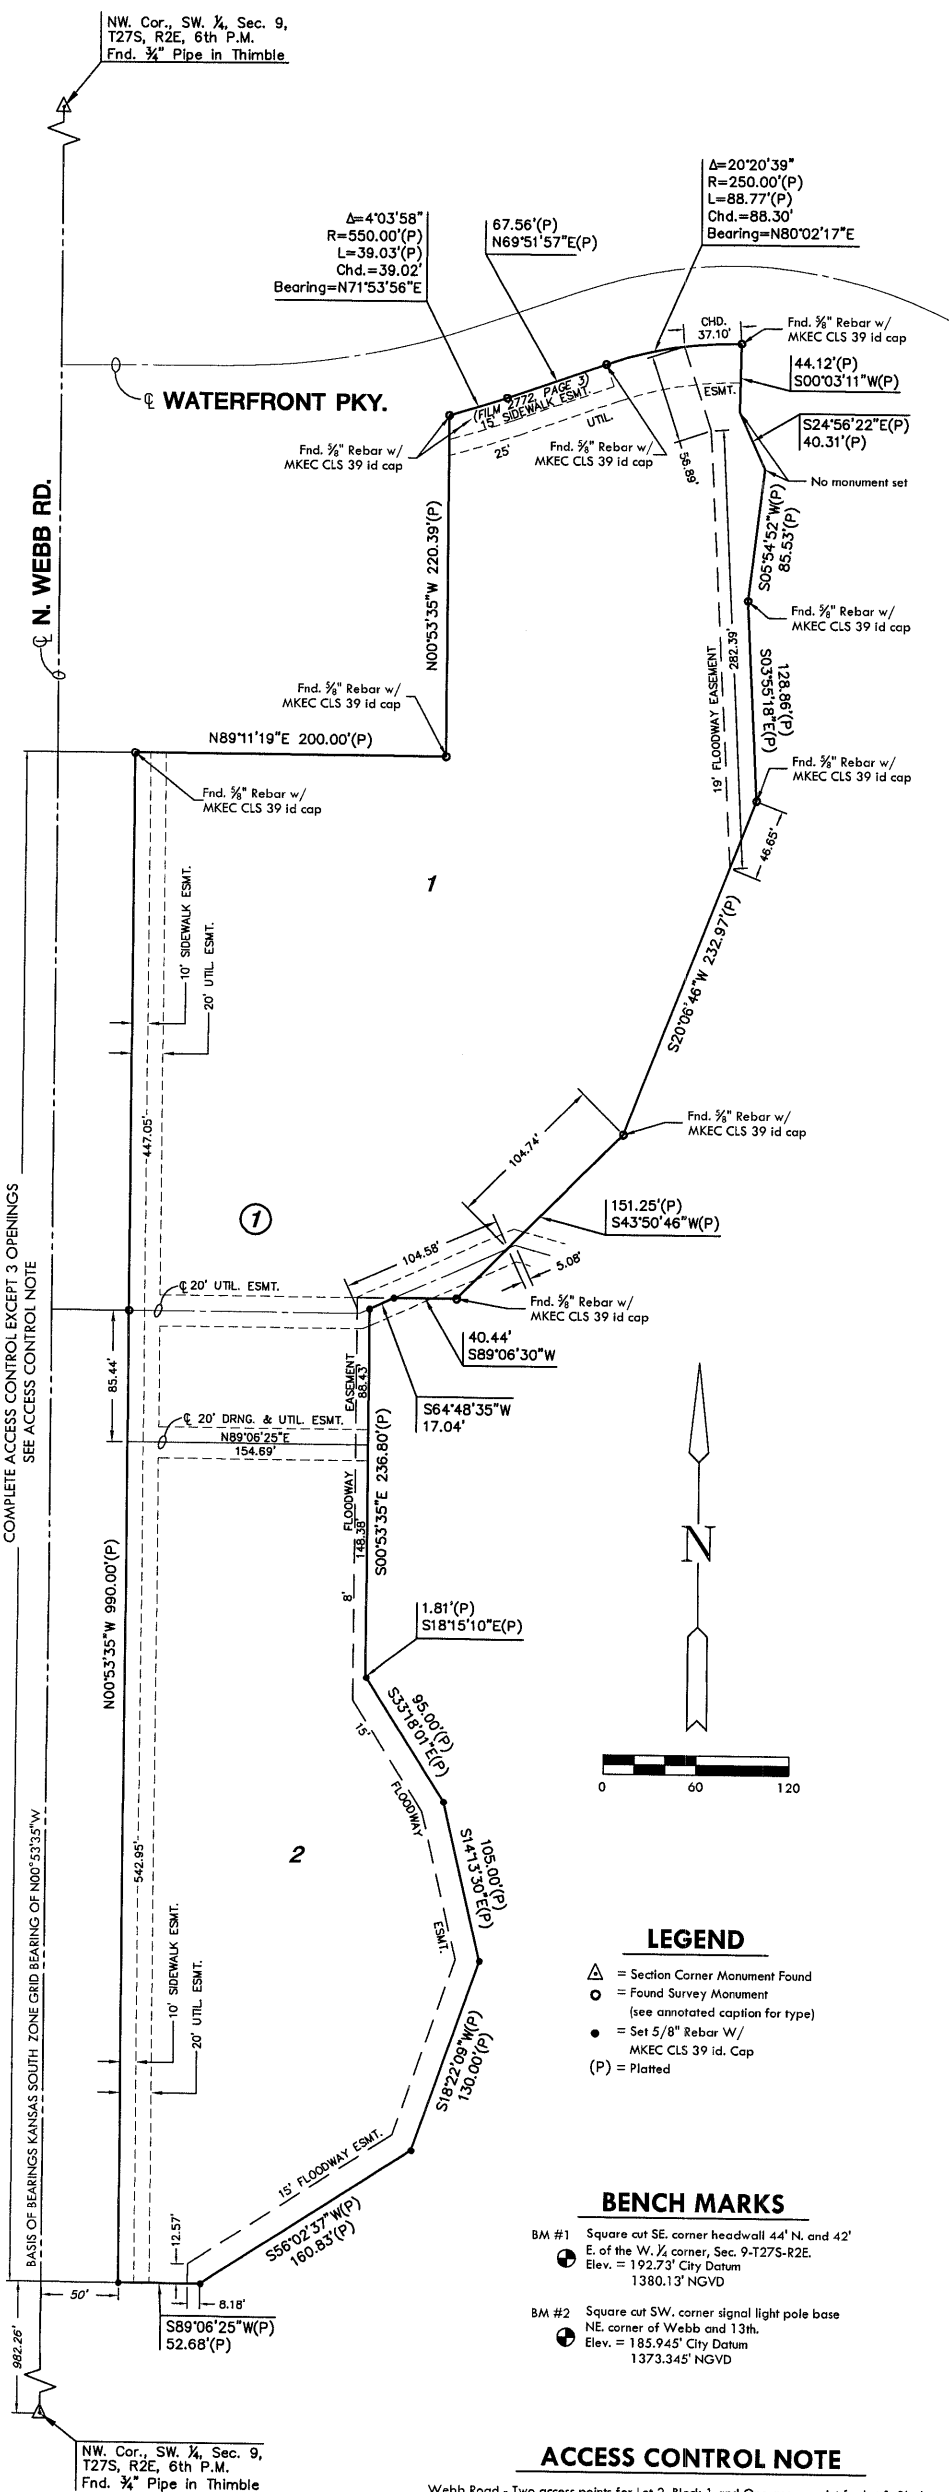 NW. Cor., SW. ¼, Sec. 9,
T27S, R2E, 6th P.M.
Fnd. ¾" Pipe in Thimble
Δ=20°20'39"
R=250.00'(P)
L=88.77'(P)
Chd.=88.30'
Bearing=N80°02'17"E
Δ=4°03'58"
R=550.00'(P)
L=39.03'(P)
Chd.=39.02'
Bearing=N71°53'56"E
67.56'(P)
N69°51'57"E(P)
CHD.
37.10'
Fnd. ⅝" Rebar w/
MKEC CLS 39 id cap
44.12'(P)
S00°03'11"W(P)
℄ WATERFRONT PKY.
(FILM 2772, PAGE 3)
15' SIDEWALK ESMT.
25' UTIL. ESMT.
S24°56'22"E(P)
40.31'(P)
Fnd. ⅝" Rebar w/
MKEC CLS 39 id cap
Fnd. ⅝" Rebar w/
MKEC CLS 39 id cap
56.89'
No monument set
℄ N. WEBB RD.
N00°53'35"W 220.39'(P)
S05°54'52"W(P)
85.53'(P)
Fnd. ⅝" Rebar w/
MKEC CLS 39 id cap
282.39'
19' FLOODWAY EASEMENT
128.86'(P)
S03°55'18"E(P)
Fnd. ⅝" Rebar w/
MKEC CLS 39 id cap
N89°11'19"E 200.00'(P)
Fnd. ⅝" Rebar w/
MKEC CLS 39 id cap
Fnd. ⅝" Rebar w/
MKEC CLS 39 id cap
46.65'
1
10' SIDEWALK ESMT.
20' UTIL. ESMT.
S20°06'46"W 232.97'(P)
Fnd. ⅝" Rebar w/
MKEC CLS 39 id cap
447.05'
104.74'
COMPLETE ACCESS CONTROL EXCEPT 3 OPENINGS
SEE ACCESS CONTROL NOTE
1
151.25'(P)
S43°50'46"W(P)
104.58'
5.08'
℄ 20' UTIL. ESMT.
Fnd. ⅝" Rebar w/
MKEC CLS 39 id cap
40.44'
S89°06'30"W
85.44'
EASEMENT
88.43'
S64°48'35"W
17.04'
℄ 20' DRNG. & UTIL. ESMT.
N89°06'25"E
154.69'
FLOODWAY
148.38'
8'
S00°53'35"E 236.80'(P)
N
N00°53'35"W 990.00'(P)
1.81'(P)
S18°15'10"E(P)
15'
95.00'(P)
S33°18'01"E(P)
0 60 120
FLOODWAY
ESMT.
105.00'(P)
S14°13'30"E(P)
2
542.95'
BASIS OF BEARINGS KANSAS SOUTH ZONE GRID BEARING OF N00°53'35"W
10' SIDEWALK ESMT.
20' UTIL. ESMT.
LEGEND
= Section Corner Monument Found
= Found Survey Monument
(see annotated caption for type)
= Set 5/8" Rebar W/
MKEC CLS 39 id. Cap
(P) = Platted
S18°22'09"W(P)
130.00'(P)
15' FLOODWAY ESMT.
S56°02'37"W(P)
160.83'(P)
12.57'
8.18'
50'
S89°06'25"W(P)
52.68'(P)
982.26'
BENCH MARKS
BM #1 Square cut SE. corner headwall 44' N. and 42'
E. of the W. ¼ corner, Sec. 9-T27S-R2E.
Elev. = 192.73' City Datum
1380.13' NGVD
BM #2 Square cut SW. corner signal light pole base
NE. corner of Webb and 13th.
Elev. = 185.945' City Datum
1373.345' NGVD
NW. Cor., SW. ¼, Sec. 9,
T27S, R2E, 6th P.M.
Fnd. ¾" Pipe in Thimble
ACCESS CONTROL NOTE